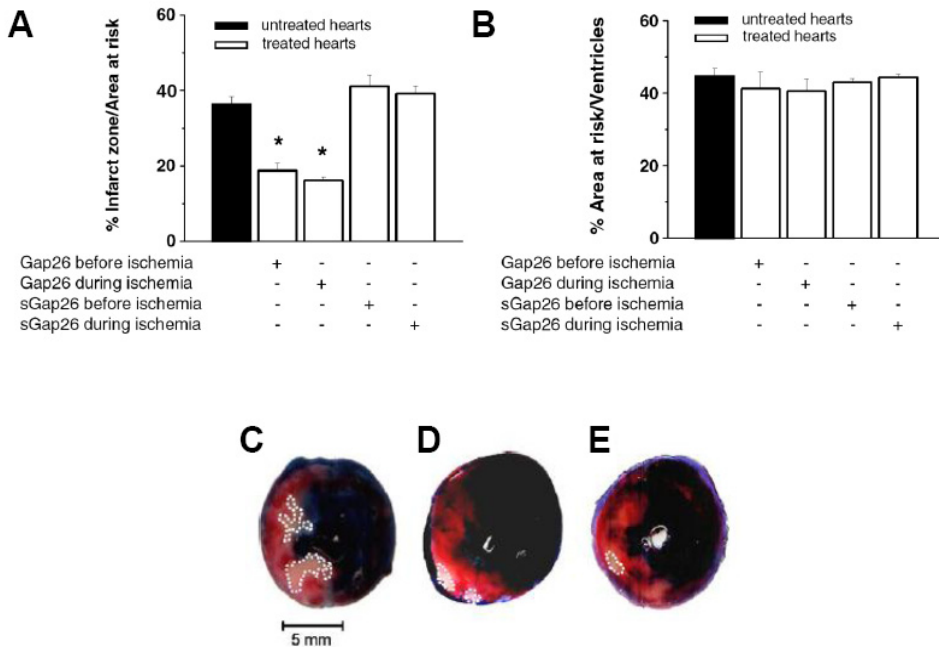 A
60
40
20
0
% Infarct zone/Area at risk
untreated hearts
treated hearts
*
*
Gap26 before ischemia - + - - -
Gap26 during ischemia - - + - -
sGap26 before ischemia - - - + -
sGap26 during ischemia - - - - +
B
60
40
20
0
% Area at risk/Ventricles
untreated hearts
treated hearts
Gap26 before ischemia - + - - -
Gap26 during ischemia - - + - -
sGap26 before ischemia - - - + -
sGap26 during ischemia - - - - +
C
D
E
5 mm